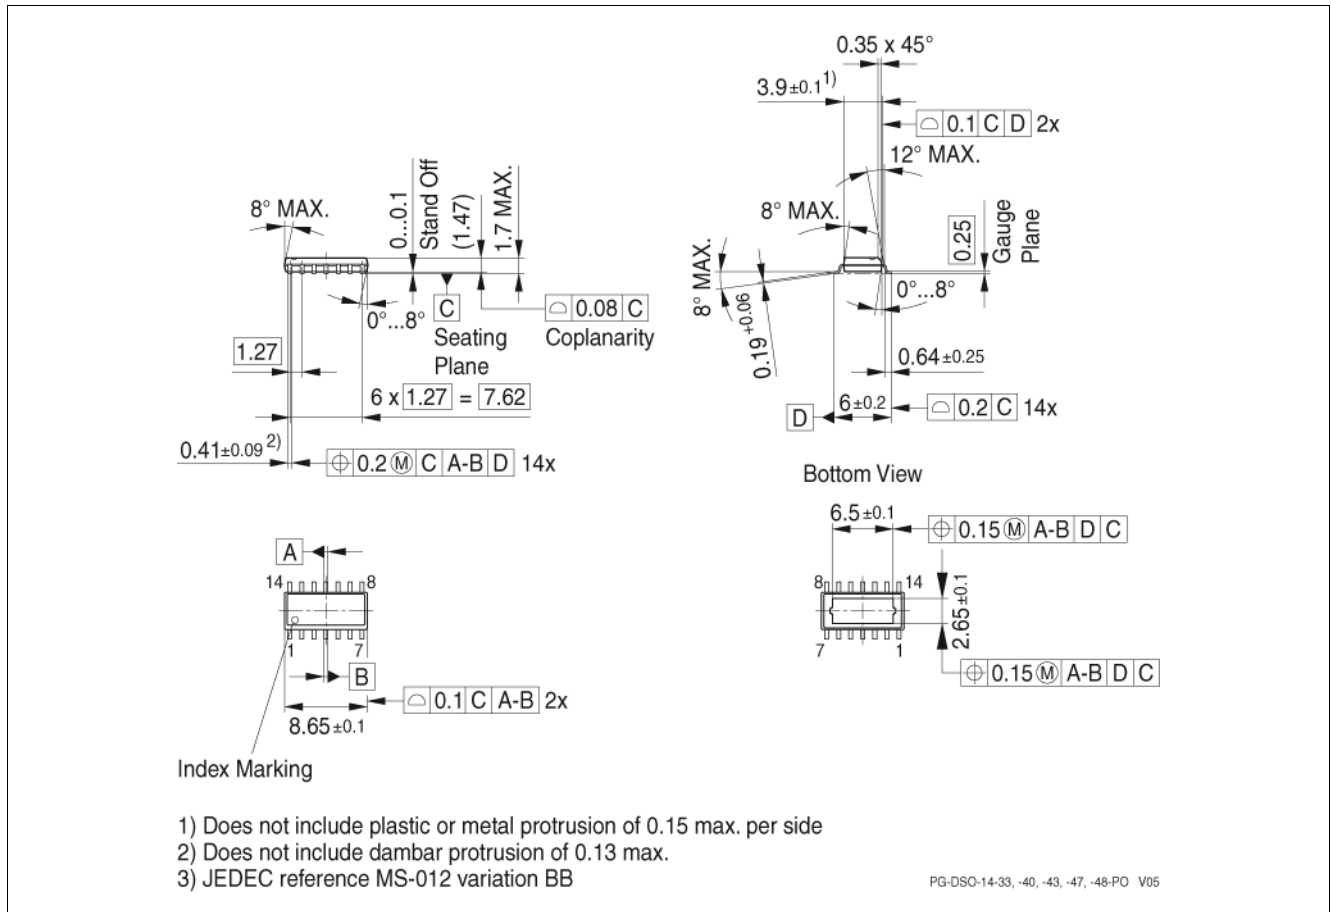 0.35 x 45°
3.9±0.1 1)
⌓ 0.1 C D 2x
12° MAX.
8° MAX.
0.25
Gauge
Plane
8° MAX.
0.19 +0.06
0°...8°
0.64±0.25
D
6±0.2
⌓ 0.2 C 14x
8° MAX.
0...0.1
Stand Off
(1.47)
1.7 MAX.
0°...8°
C
Seating
Plane
⌓ 0.08 C
Coplanarity
1.27
6 x 1.27 = 7.62
0.41±0.09 2)
⌖ 0.2 Ⓜ C A-B D 14x
A
14 8
1 7
B
⌓ 0.1 C A-B 2x
8.65±0.1
Index Marking
Bottom View
6.5±0.1
⌖ 0.15 Ⓜ A-B D C
8 14
7 1
2.65±0.1
⌖ 0.15 Ⓜ A-B D C
1) Does not include plastic or metal protrusion of 0.15 max. per side
2) Does not include dambar protrusion of 0.13 max.
3) JEDEC reference MS-012 variation BB
PG-DSO-14-33, -40, -43, -47, -48-PO V05